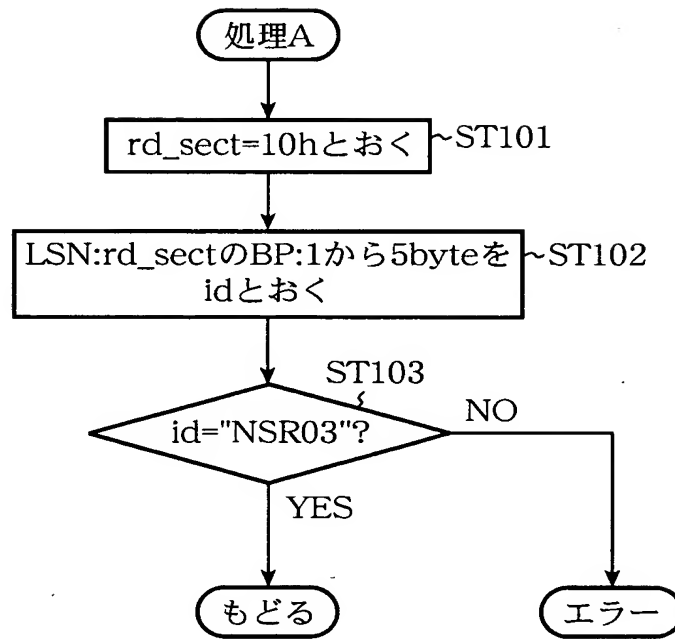 処理A
rd_sect=10hとおく
ST101
LSN:rd_sectのBP:1から5byteを
idとおく
ST102
ST103
id="NSR03"?
NO
YES
もどる
エラー